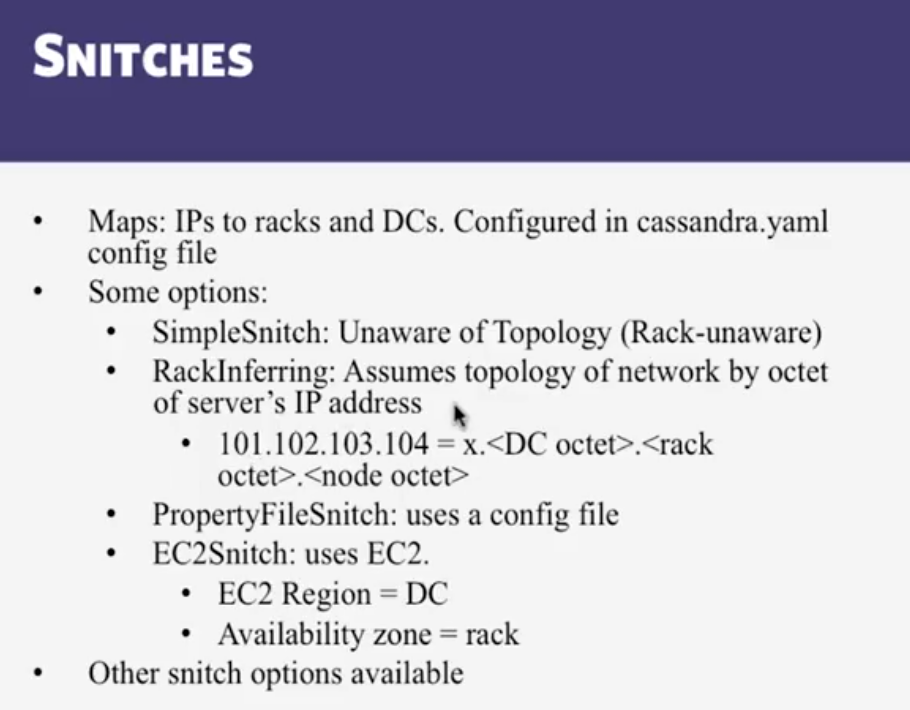 SNITCHES
• Maps: IPs to racks and DCs. Configured in cassandra.yaml
config file
• Some options:
• SimpleSnitch: Unaware of Topology (Rack-unaware)
• RackInferring: Assumes topology of network by octet
of server’s IP address
• 101.102.103.104 = x.<DC octet>.<rack
octet>.<node octet>
• PropertyFileSnitch: uses a config file
• EC2Snitch: uses EC2.
• EC2 Region = DC
• Availability zone = rack
• Other snitch options available